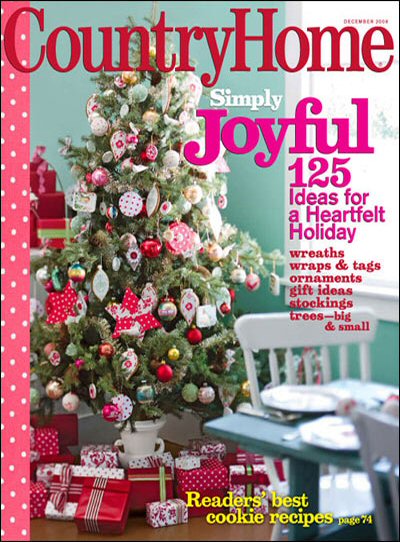 CountryHome
DECEMBER 2008
Simply
Joyful
125
Ideas for
a Heartfelt
Holiday
wreaths
wraps & tags
ornaments
gift ideas
stockings
trees—big
& small
Readers' best
cookie recipes page 74